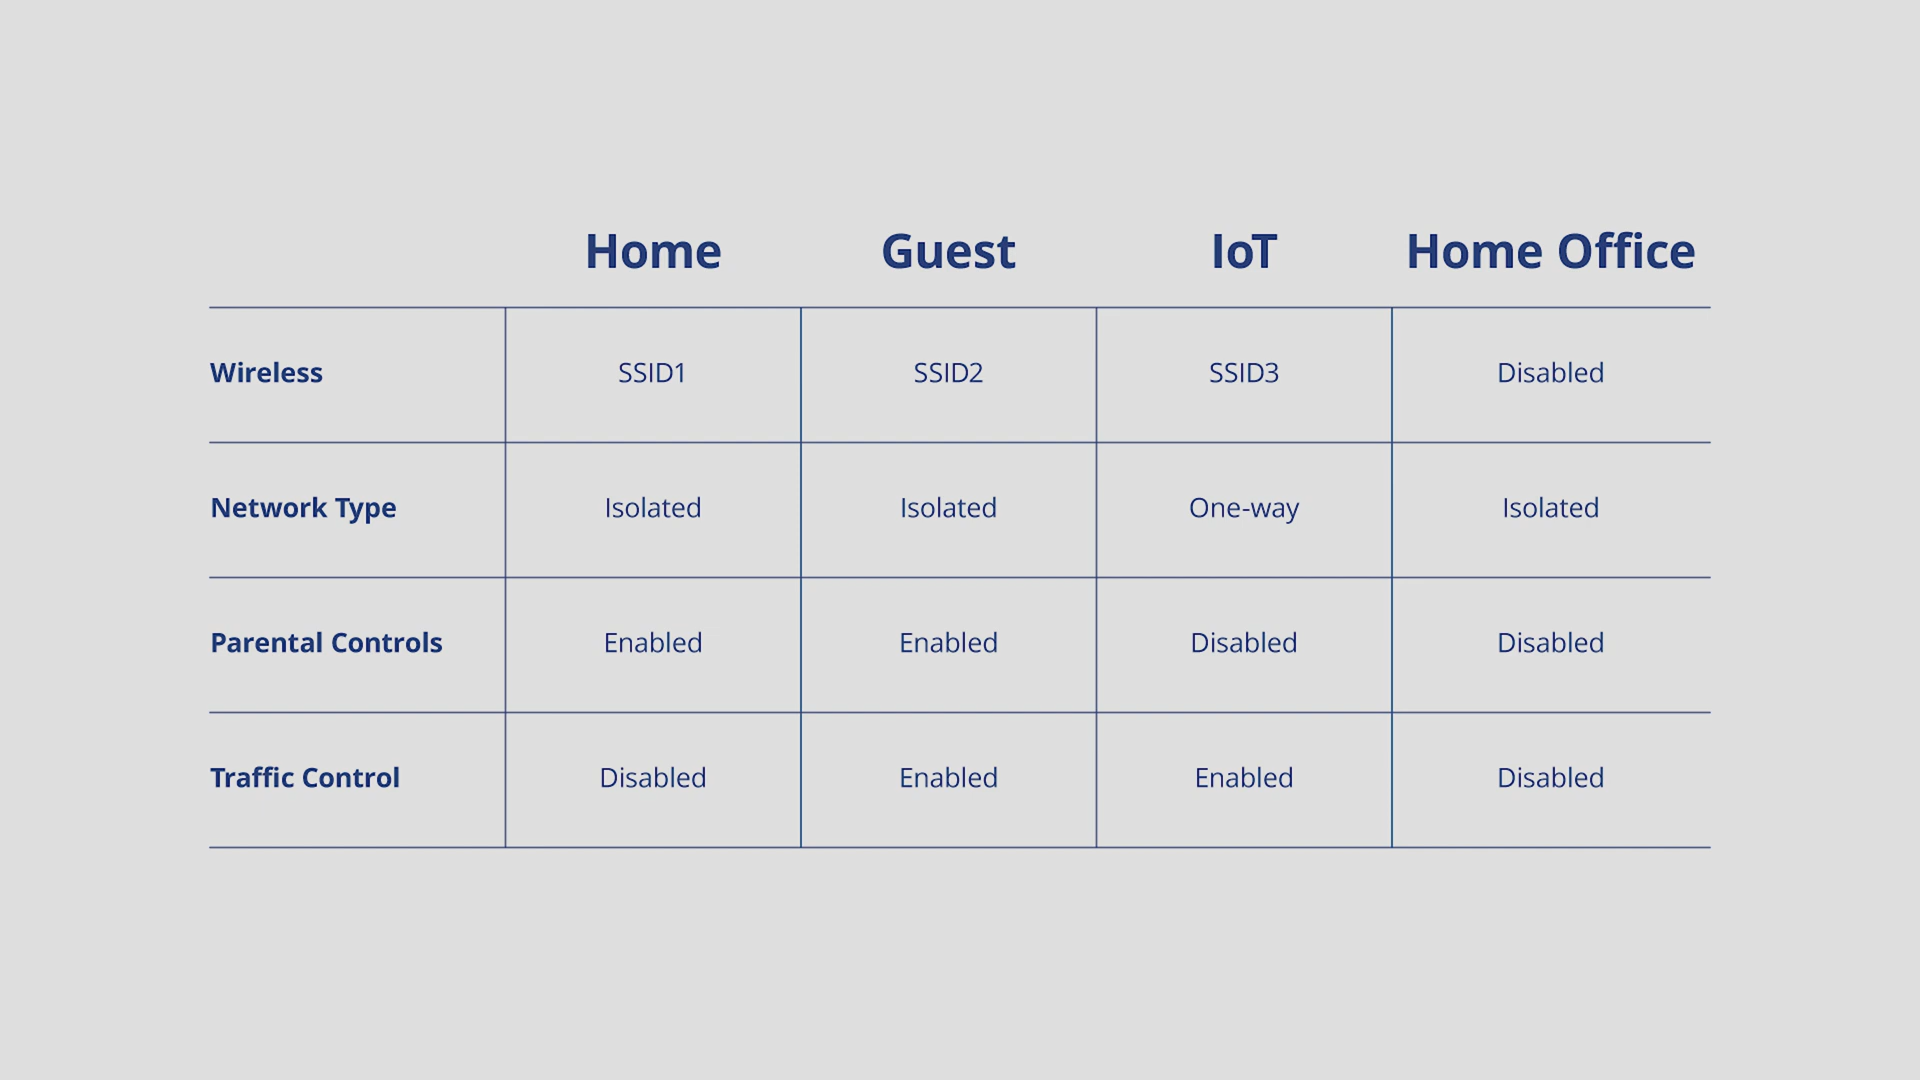 Home Guest IoT Home Office
Wireless SSID1 SSID2 SSID3 Disabled
Network Type Isolated Isolated One-way Isolated
Parental Controls Enabled Enabled Disabled Disabled
Traffic Control Disabled Enabled Enabled Disabled